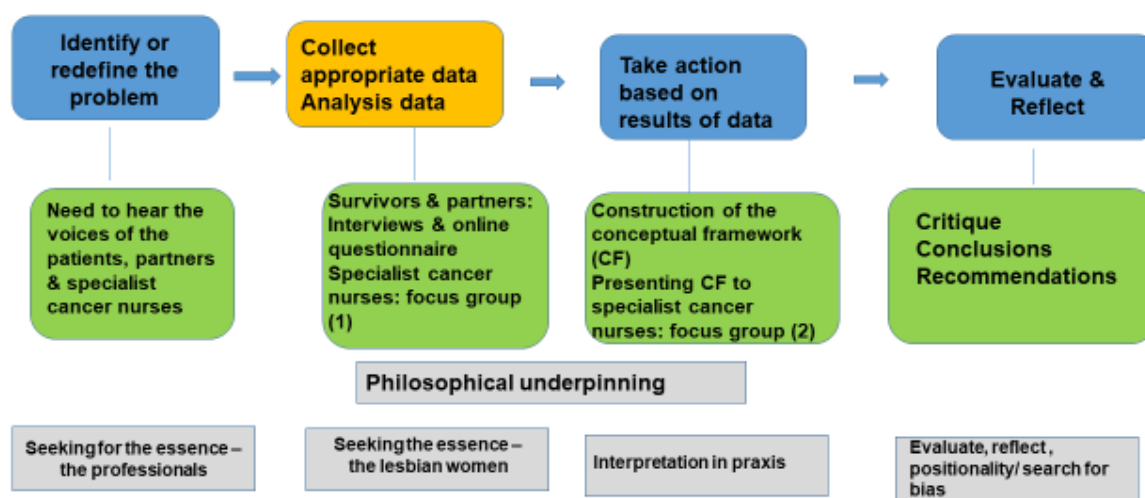 Identify or
redefine the
problem
Collect
appropriate data
Analysis data
Take action
based on
results of data
Evaluate &
Reflect
Need to hear the
voices of the
patients, partners
& specialist
cancer nurses
Survivors & partners:
Interviews & online
questionnaire
Specialist cancer
nurses: focus group
(1)
Construction of the
conceptual framework
(CF)
Presenting CF to
specialist cancer
nurses: focus group (2)
Critique
Conclusions
Recommendations
Philosophical underpinning
Seeking for the essence –
the professionals
Seeking the essence –
the lesbian women
Interpretation in praxis
Evaluate, reflect ,
positionality/ search for
bias